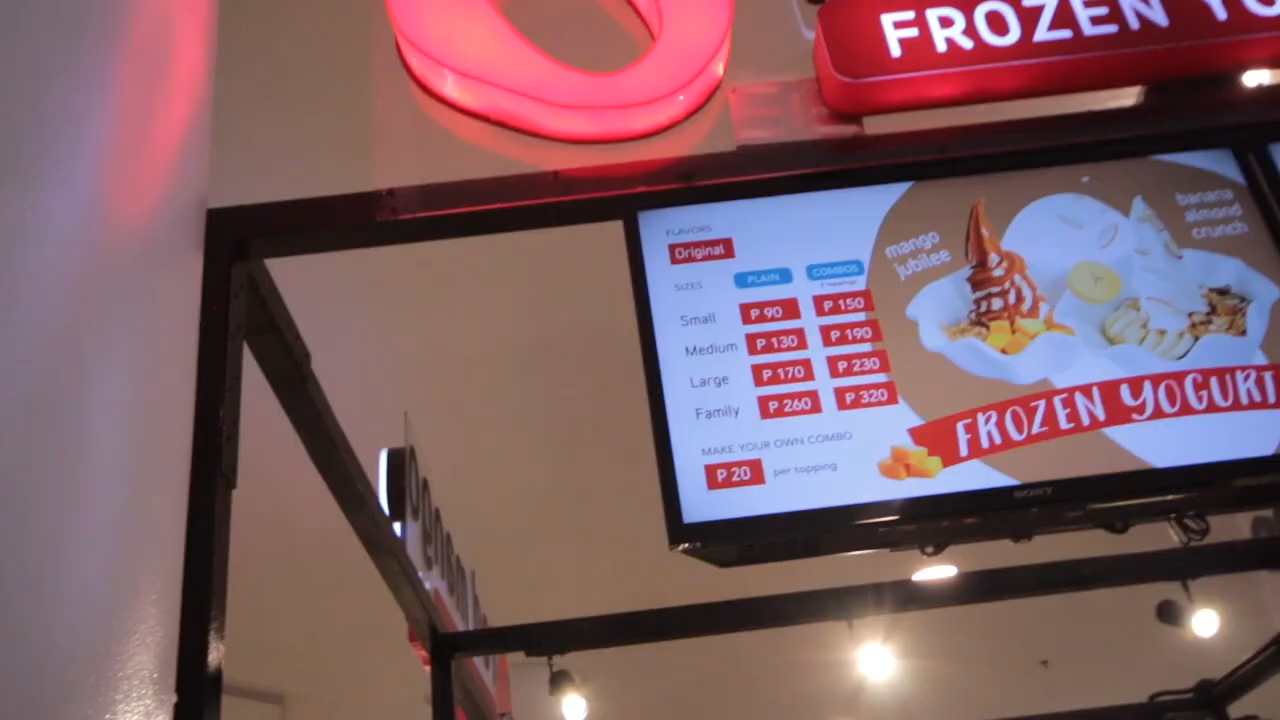 FROZEN YO
FLAVORS
Original
SIZES PLAIN COMBOS
Small P 90 P 150
Medium P 130 P 190
Large P 170 P 230
Family P 260 P 320
MAKE YOUR OWN COMBO
P 20 per topping
mango
jubilee
banana
almond
crunch
FROZEN YOGURT
SONY